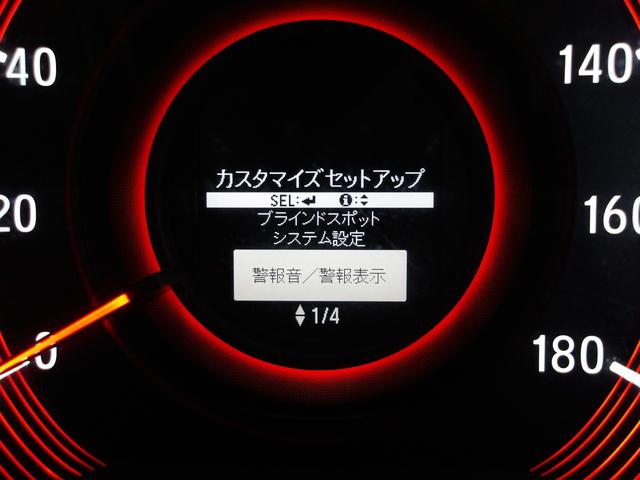 40
20
0
カスタマイズセットアップ
SEL:↵ i:
ブラインドスポット
システム設定
警報音／警報表示
1/4
140
160
180